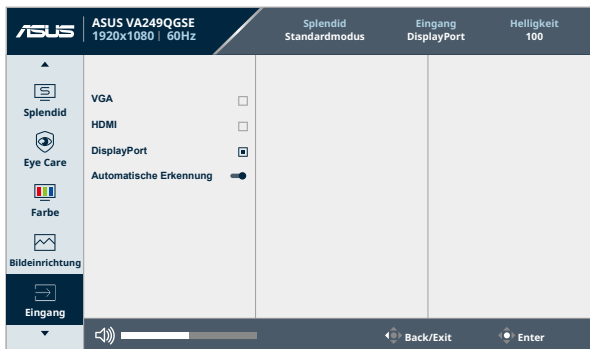 ASUS
ASUS VA249QGSE
1920x1080 | 60Hz
Splendid
Standardmodus
Eingang
DisplayPort
Helligkeit
100
Splendid
Eye Care
Farbe
Bildeinrichtung
Eingang
VGA
HDMI
DisplayPort
Automatische Erkennung
Back/Exit
Enter